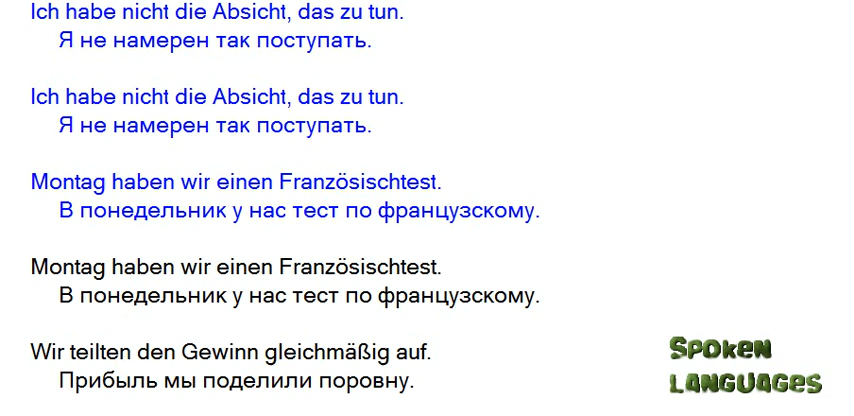 Ich habe nicht die Absicht, das zu tun.
Я не намерен так поступать.
Ich habe nicht die Absicht, das zu tun.
Я не намерен так поступать.
Montag haben wir einen Französischtest.
В понедельник у нас тест по французскому.
Montag haben wir einen Französischtest.
В понедельник у нас тест по французскому.
Wir teilten den Gewinn gleichmäßig auf.
Прибыль мы поделили поровну.
Spoken
Languages